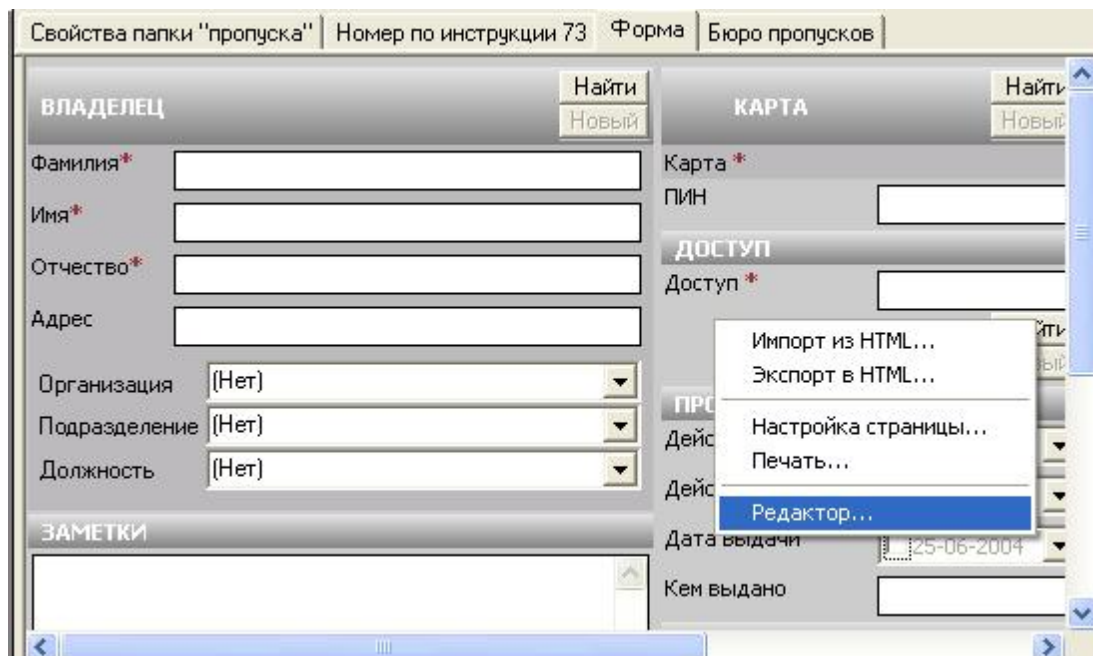 Свойства папки "пропуска" Номер по инструкции 73 Форма Бюро пропусков
ВЛАДЕЛЕЦ
Найти
Новый
Фамилия*
Имя*
Отчество*
Адрес
Организация (Нет)
Подразделение (Нет)
Должность (Нет)
ЗАМЕТКИ
КАРТА
Найти
Новый
Карта *
ПИН
ДОСТУП
Доступ *
Импорт из HTML...
Экспорт в HTML...
Настройка страницы...
Печать...
Редактор...
Дата выдачи 25-06-2004
Кем выдано